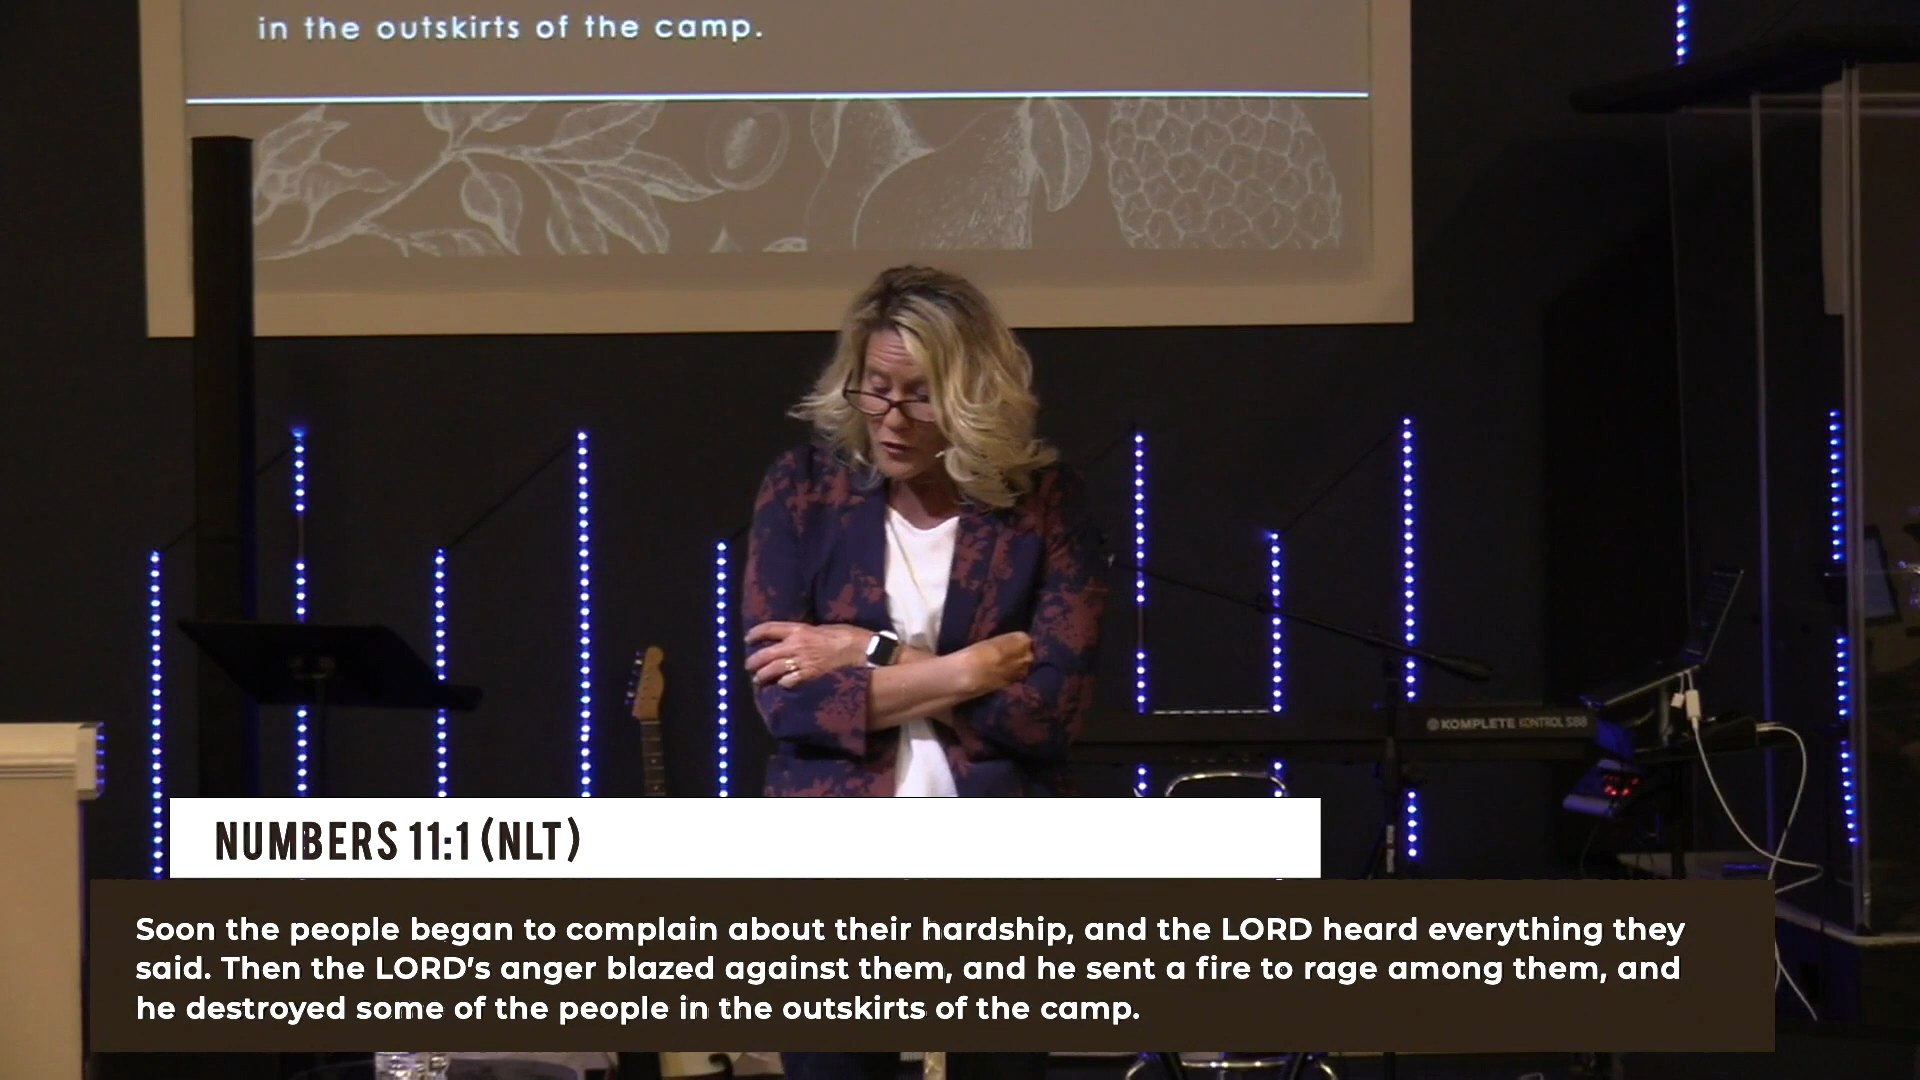 in the outskirts of the camp.
KOMPLETE KONTROL S88
NUMBERS 11:1 (NLT)
Soon the people began to complain about their hardship, and the LORD heard everything they
said. Then the LORD's anger blazed against them, and he sent a fire to rage among them, and
he destroyed some of the people in the outskirts of the camp.